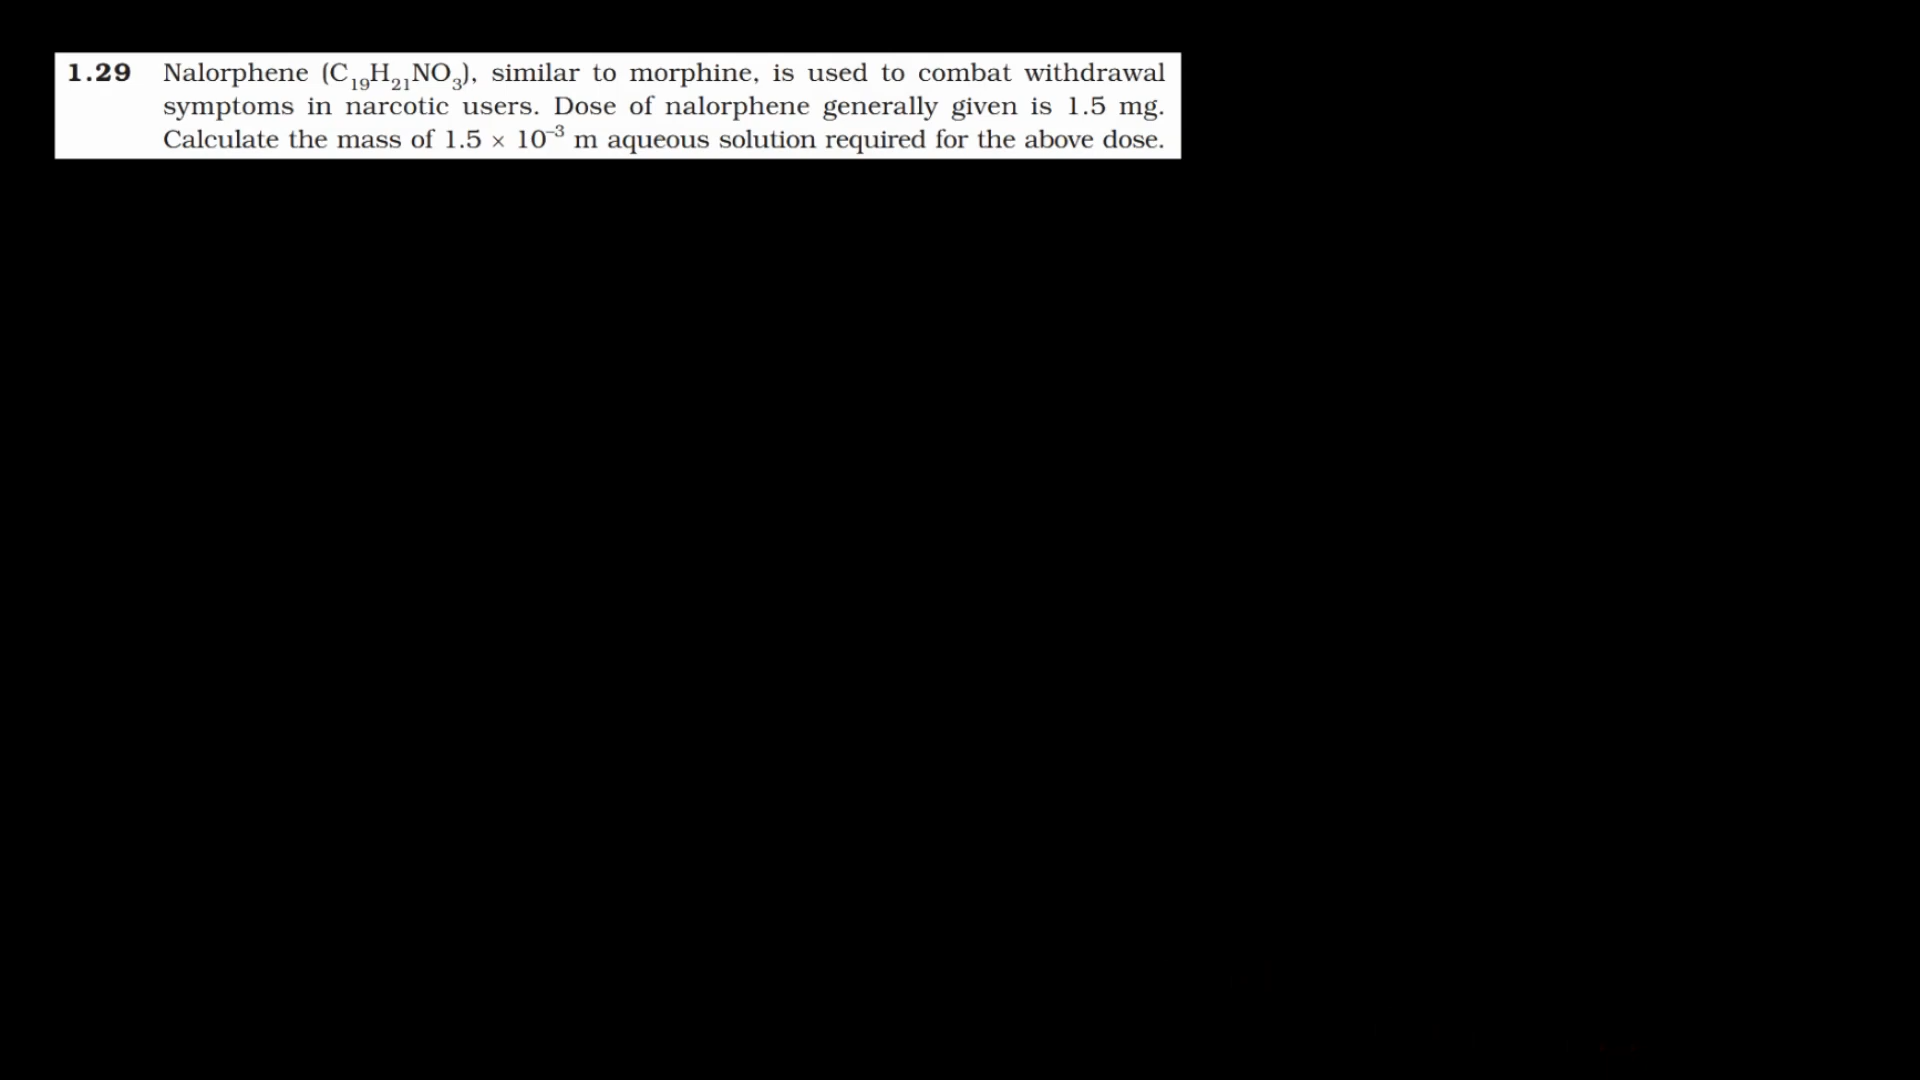 1.29 Nalorphene (C₁₉H₂₁NO₃), similar to morphine, is used to combat withdrawal
symptoms in narcotic users. Dose of nalorphene generally given is 1.5 mg.
Calculate the mass of 1.5 × 10⁻³ m aqueous solution required for the above dose.